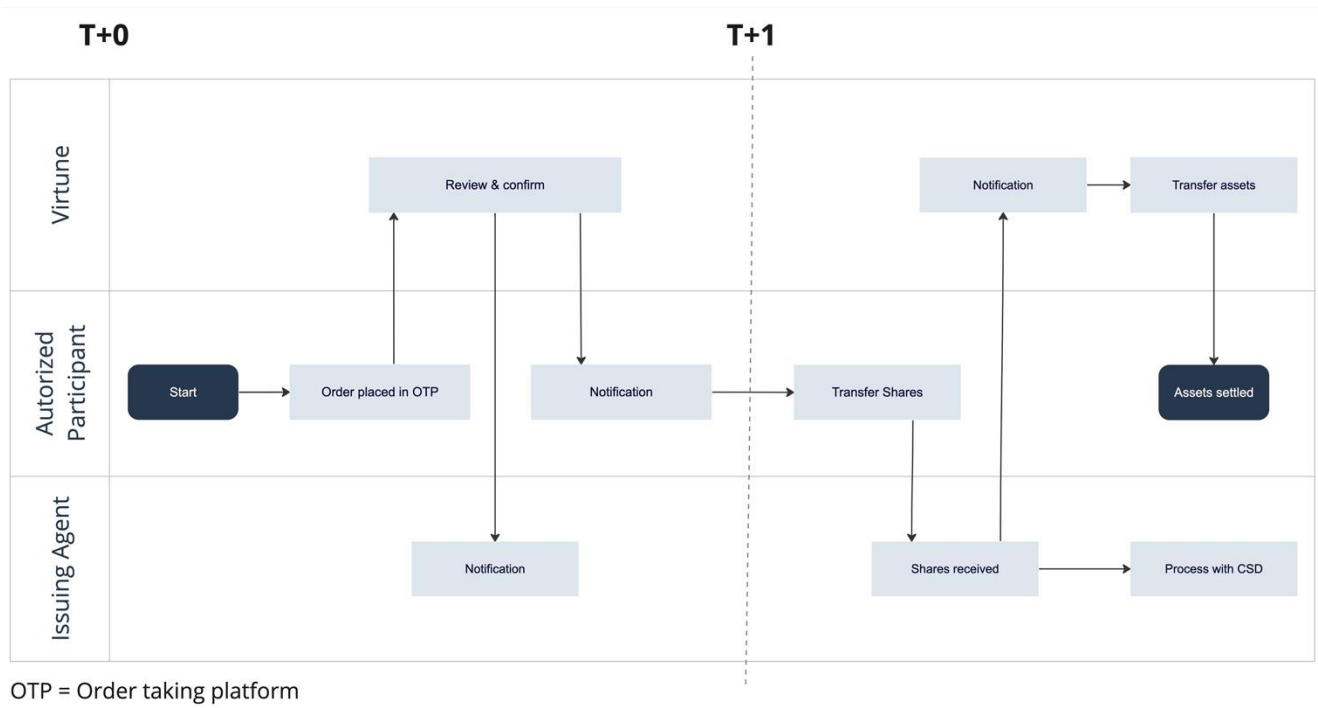 T+0
T+1
Virtune
Review & confirm
Notification
Transfer assets
Autorized
Participant
Start
Order placed in OTP
Notification
Transfer Shares
Assets settled
Issuing Agent
Notification
Shares received
Process with CSD
OTP = Order taking platform